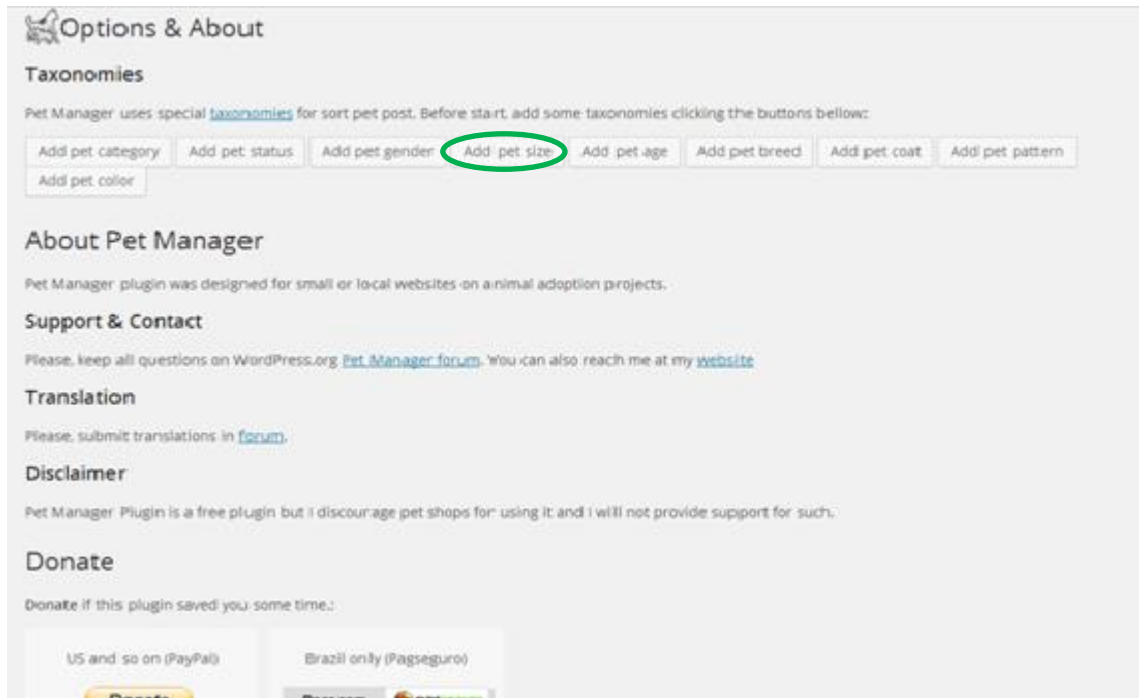 Options & About
Taxonomies
Pet Manager uses special taxonomies for sort pet post. Before start, add some taxonomies clicking the buttons bellow:
Add pet category Add pet status Add pet gender Add pet size Add pet age Add pet breed Add pet coat Add pet pattern
Add pet color
About Pet Manager
Pet Manager plugin was designed for small or local websites on animal adoption projects.
Support & Contact
Please, keep all questions on WordPress.org Pet Manager forum. You can also reach me at my website
Translation
Please, submit translations in forum.
Disclaimer
Pet Manager Plugin is a free plugin but I discourage pet shops for using it and I will not provide support for such.
Donate
Donate if this plugin saved you some time.:
US and so on (PayPal) Brazil only (Pagseguro)
Donate